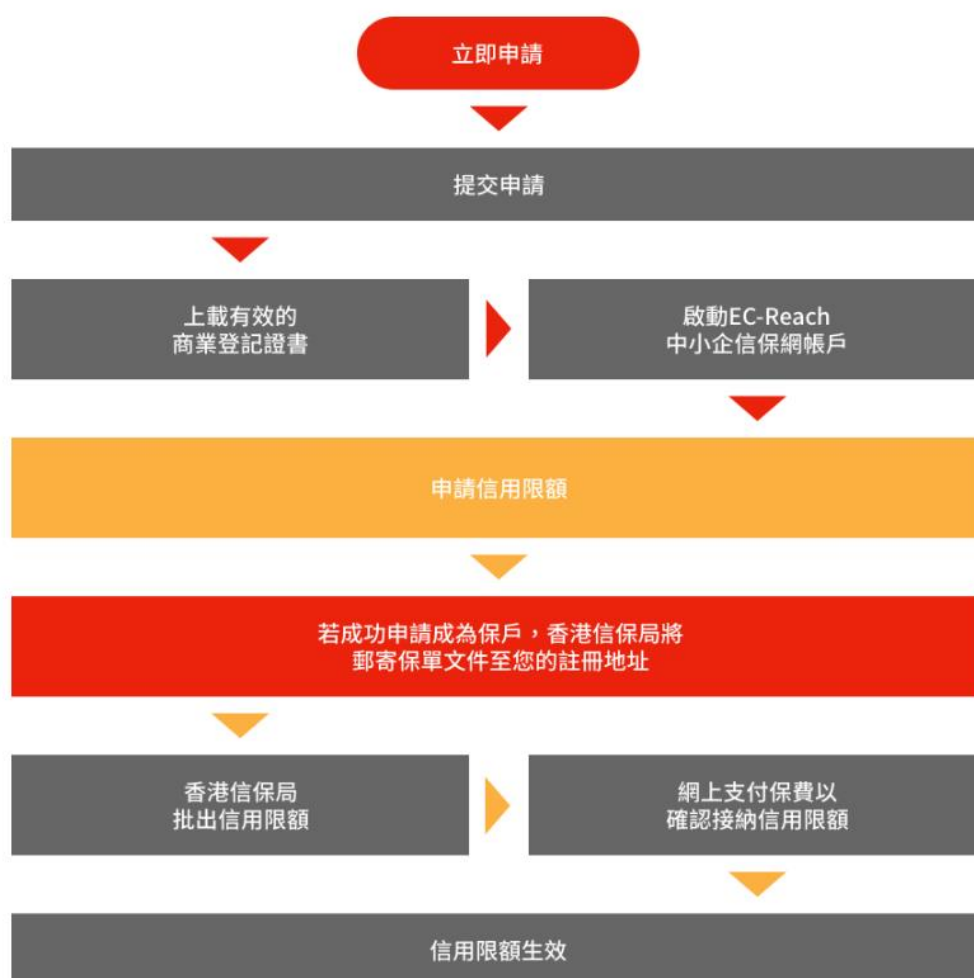 立即申請
提交申請
上載有效的
商業登記證書
啟動EC-Reach
中小企信保網帳戶
申請信用限額
若成功申請成為保戶，香港信保局將
郵寄保單文件至您的註冊地址
香港信保局
批出信用限額
網上支付保費以
確認接納信用限額
信用限額生效